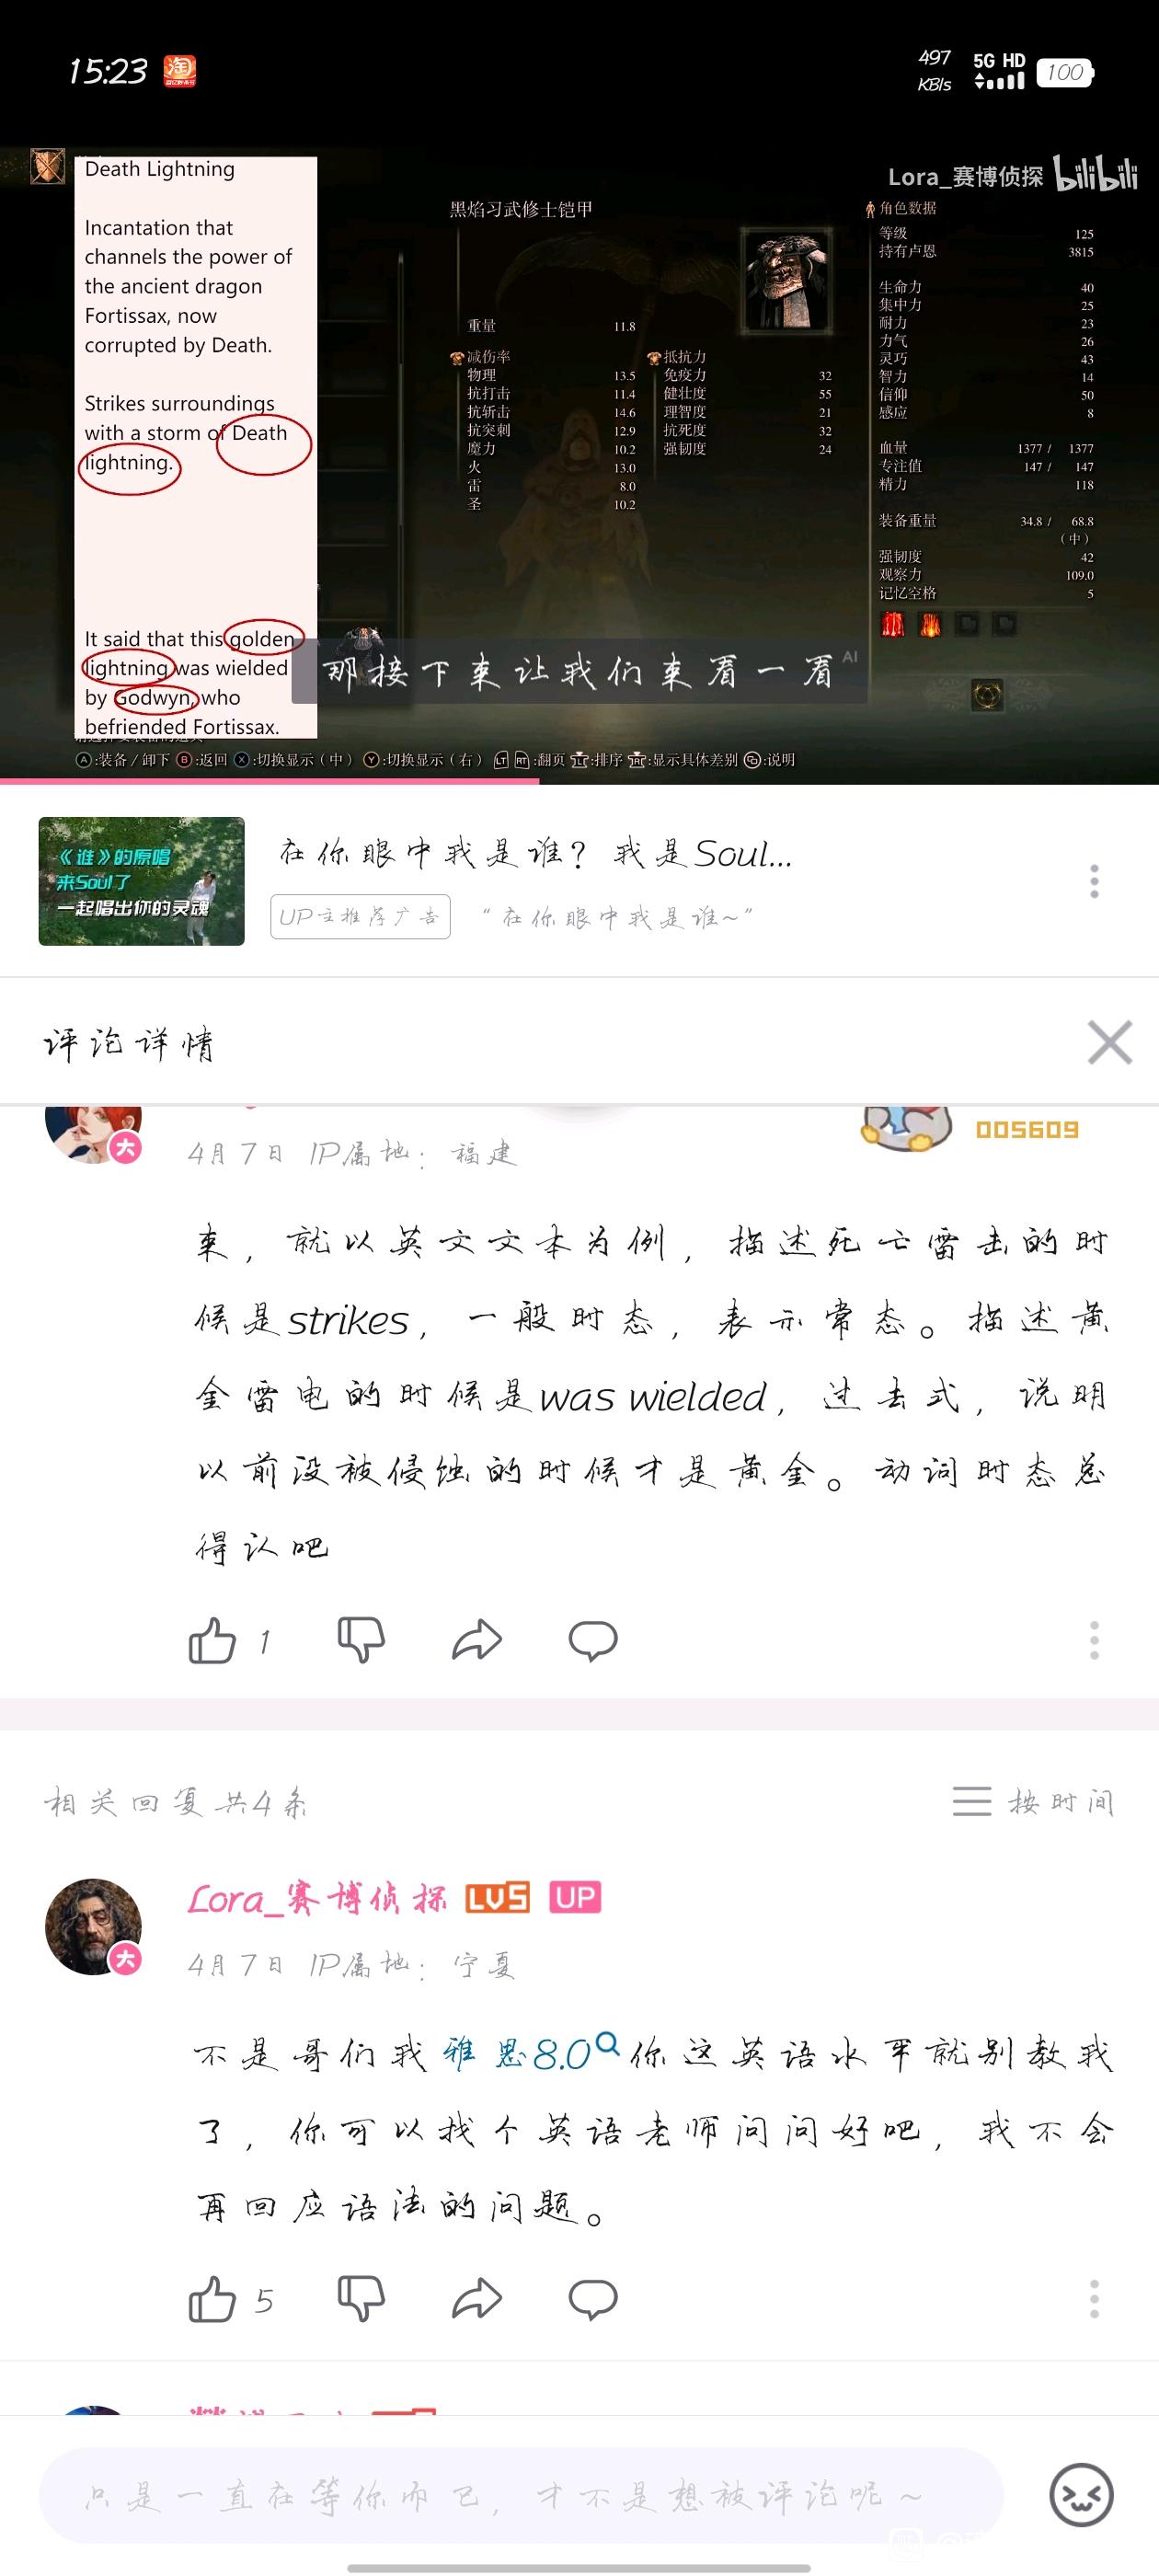 15:23
497
KB/s
5G HD
100
Death Lightning
Incantation that
channels the power of
the ancient dragon
Fortissax, now
corrupted by Death.
Strikes surroundings
with a storm of Death
lightning.
It said that this golden
lightning was wielded
by Godwyn, who
befriended Fortissax.
黑焰习武修士铠甲
重量 11.8
减伤率
物理 13.5
抗打击 11.4
抗斩击 14.6
抗突刺 12.9
魔力 10.2
火 13.0
雷 8.0
圣 10.2
抵抗力
免疫力 32
健壮度 55
理智度 21
抗死度 32
强韧度 24
Lora_赛博侦探 bilibili
角色数据
等级 125
持有卢恩 3815
生命力 40
集中力 25
耐力 23
力气 26
灵巧 43
智力 14
信仰 50
感应 8
血量 1377 / 1377
专注值 147 / 147
精力 118
装备重量 34.8 / 68.8
（中）
强韧度 42
观察力 109.0
记忆空格 5
那接下来让我们来看一看
AI
A:装备／卸下 B:返回 X:切换显示（中） Y:切换显示（右） LT RT:翻页 L:排序 R:显示具体差别 :说明
《谁》的原唱
来Soul了
一起唱出你的灵魂
在你眼中我是谁？我是Soul...
UP主推荐广告 “在你眼中我是谁~”
评论详情
大
005609
4月7日 IP属地：福建
来，就以英文文本为例，描述死亡雷击的时
候是strikes，一般时态，表示常态。描述黄
金雷电的时候是was wielded，过去式，说明
以前没被侵蚀的时候才是黄金。动词时态总
得认吧
1
相关回复共4条
按时间
Lora_赛博侦探 LV5 UP
大
4月7日 IP属地：宁夏
不是哥们我雅思8.0你这英语水平就别教我
了，你可以找个英语老师问问好吧，我不会
再回应语法的问题。
5
只是一直在等你而已，才不是想被评论呢~